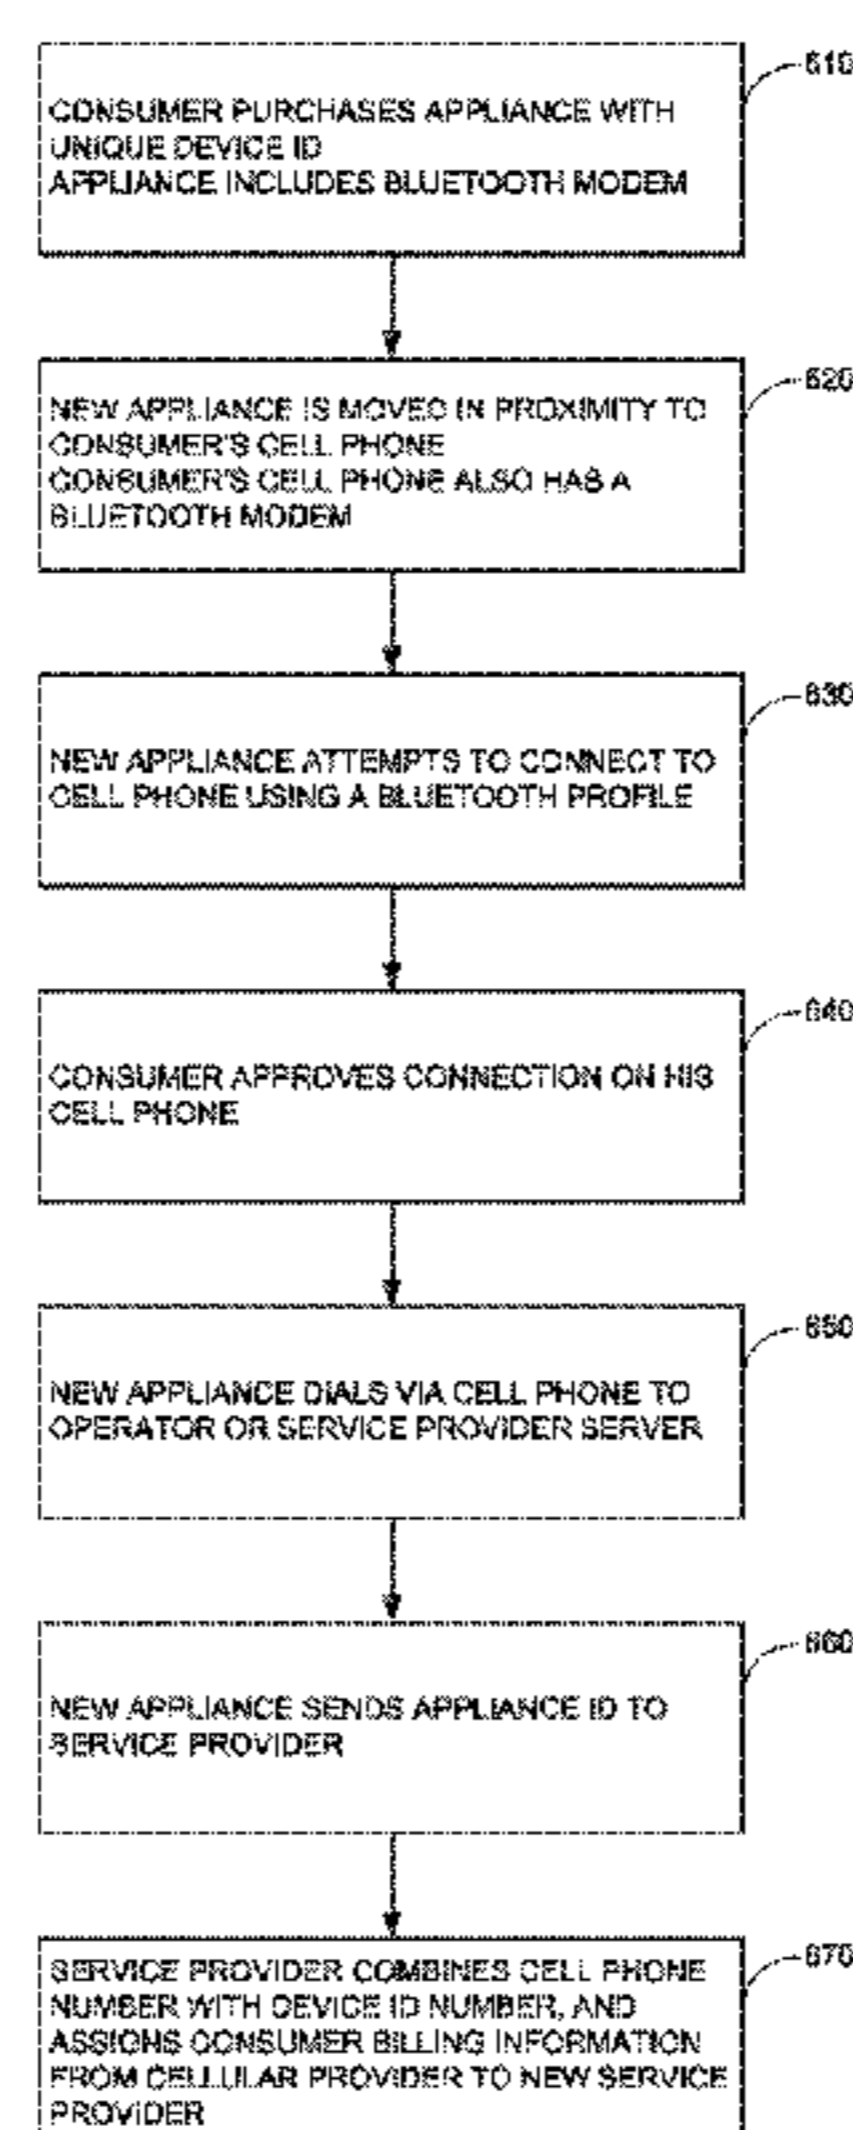 610
CONSUMER PURCHASES APPLIANCE WITH
UNIQUE DEVICE ID
APPLIANCE INCLUDES BLUETOOTH MODEM
620
NEW APPLIANCE IS MOVED IN PROXIMITY TO
CONSUMER'S CELL PHONE
CONSUMER'S CELL PHONE ALSO HAS A
BLUETOOTH MODEM
630
NEW APPLIANCE ATTEMPTS TO CONNECT TO
CELL PHONE USING A BLUETOOTH PROFILE
640
CONSUMER APPROVES CONNECTION ON HIS
CELL PHONE
650
NEW APPLIANCE DIALS VIA CELL PHONE TO
OPERATOR OR SERVICE PROVIDER SERVER
660
NEW APPLIANCE SENDS APPLIANCE ID TO
SERVICE PROVIDER
670
SERVICE PROVIDER COMBINES CELL PHONE
NUMBER WITH DEVICE ID NUMBER, AND
ASSIGNS CONSUMER BILLING INFORMATION
FROM CELLULAR PROVIDER TO NEW SERVICE
PROVIDER